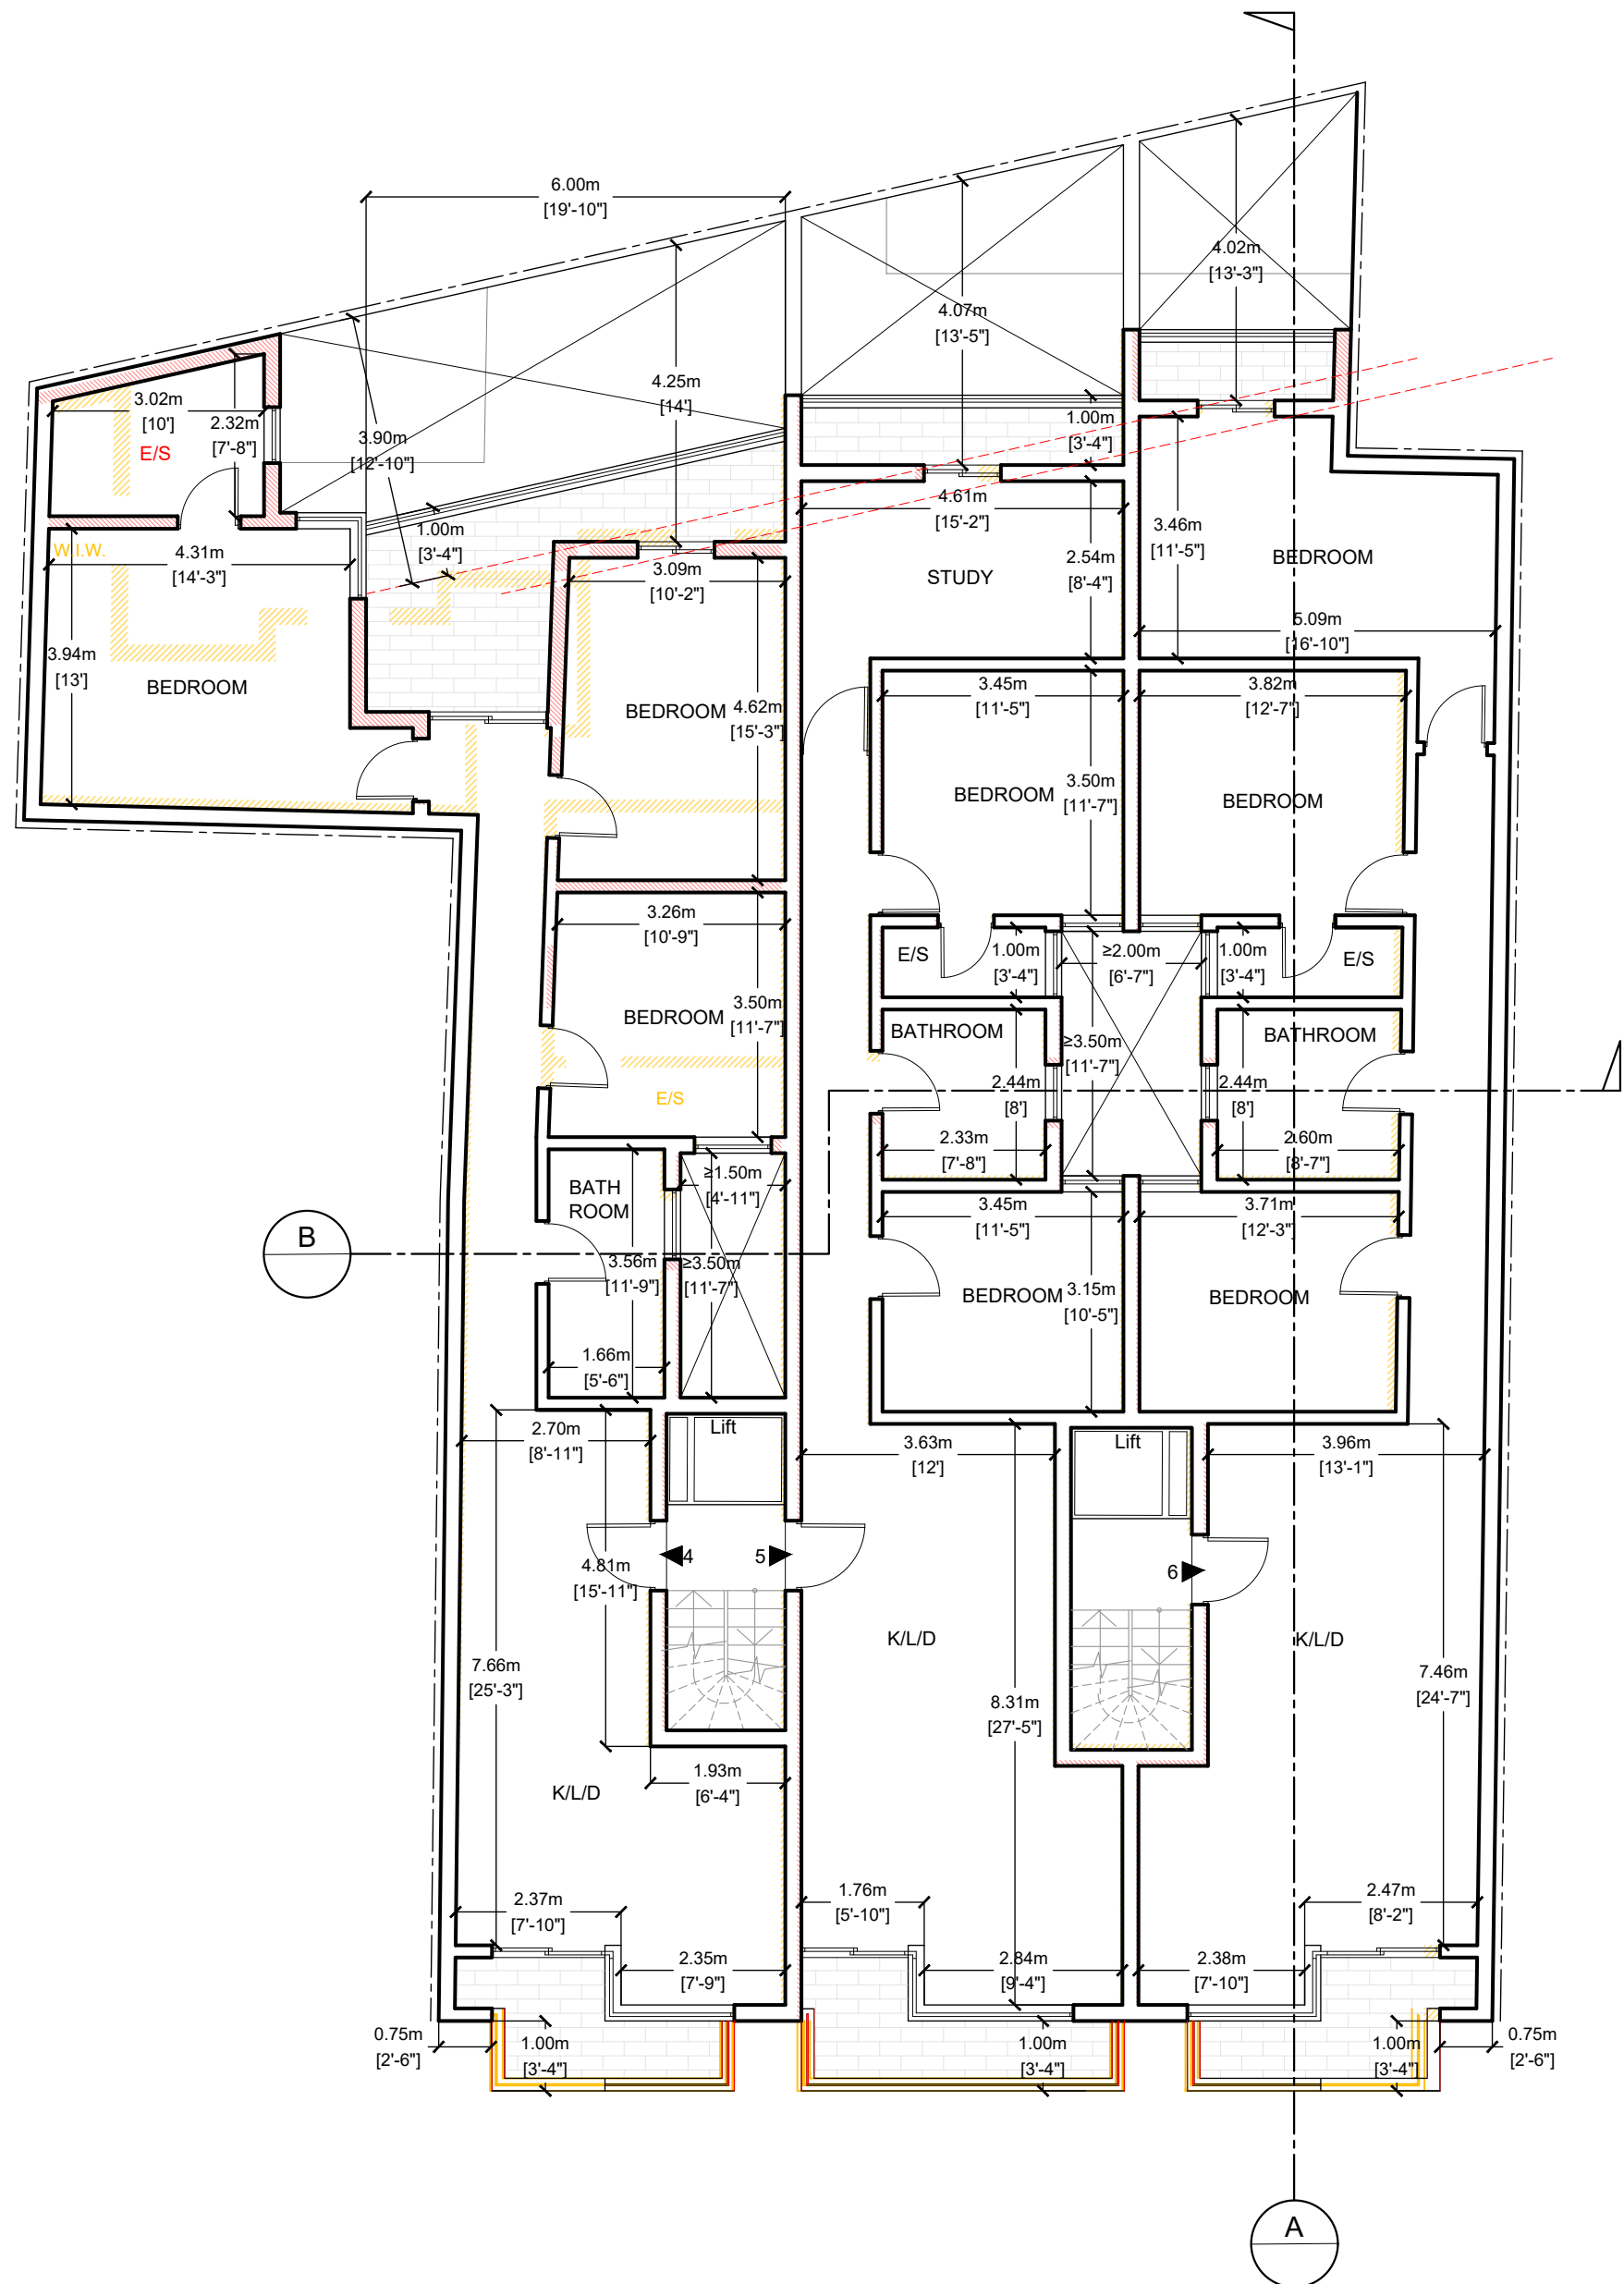 6.00m
[19'-10"]
4.02m
[13'-3"]
4.07m
[13'-5"]
4.25m
[14']
3.90m
[12'-10"]
3.02m
[10']
2.32m
[7'-8"]
E/S
1.00m
[3'-4"]
1.00m
[3'-4"]
W.I.W.
4.31m
[14'-3"]
3.09m
[10'-2"]
4.61m
[15'-2"]
2.54m
[8'-4"]
STUDY
3.46m
[11'-5"]
BEDROOM
5.09m
[16'-10"]
3.94m
[13']
BEDROOM
BEDROOM
4.62m
[15'-3"]
3.45m
[11'-5"]
3.82m
[12'-7"]
3.50m
[11'-7"]
BEDROOM
BEDROOM
3.26m
[10'-9"]
BEDROOM
3.50m
[11'-7"]
E/S
E/S
1.00m
[3'-4"]
≥2.00m
[6'-7"]
1.00m
[3'-4"]
E/S
BATHROOM
≥3.50m
[11'-7"]
BATHROOM
2.44m
[8']
2.44m
[8']
2.33m
[7'-8"]
2.60m
[8'-7"]
BATH
ROOM
≥1.50m
[4'-11"]
3.56m
[11'-9"]
≥3.50m
[11'-7"]
1.66m
[5'-6"]
B
3.45m
[11'-5"]
3.71m
[12'-3"]
BEDROOM
3.15m
[10'-5"]
BEDROOM
2.70m
[8'-11"]
Lift
3.63m
[12']
Lift
3.96m
[13'-1"]
4
5
6
4.81m
[15'-11"]
K/L/D
K/L/D
7.66m
[25'-3"]
8.31m
[27'-5"]
7.46m
[24'-7"]
1.93m
[6'-4"]
K/L/D
2.37m
[7'-10"]
1.76m
[5'-10"]
2.47m
[8'-2"]
2.35m
[7'-9"]
2.84m
[9'-4"]
2.38m
[7'-10"]
0.75m
[2'-6"]
1.00m
[3'-4"]
1.00m
[3'-4"]
1.00m
[3'-4"]
0.75m
[2'-6"]
A